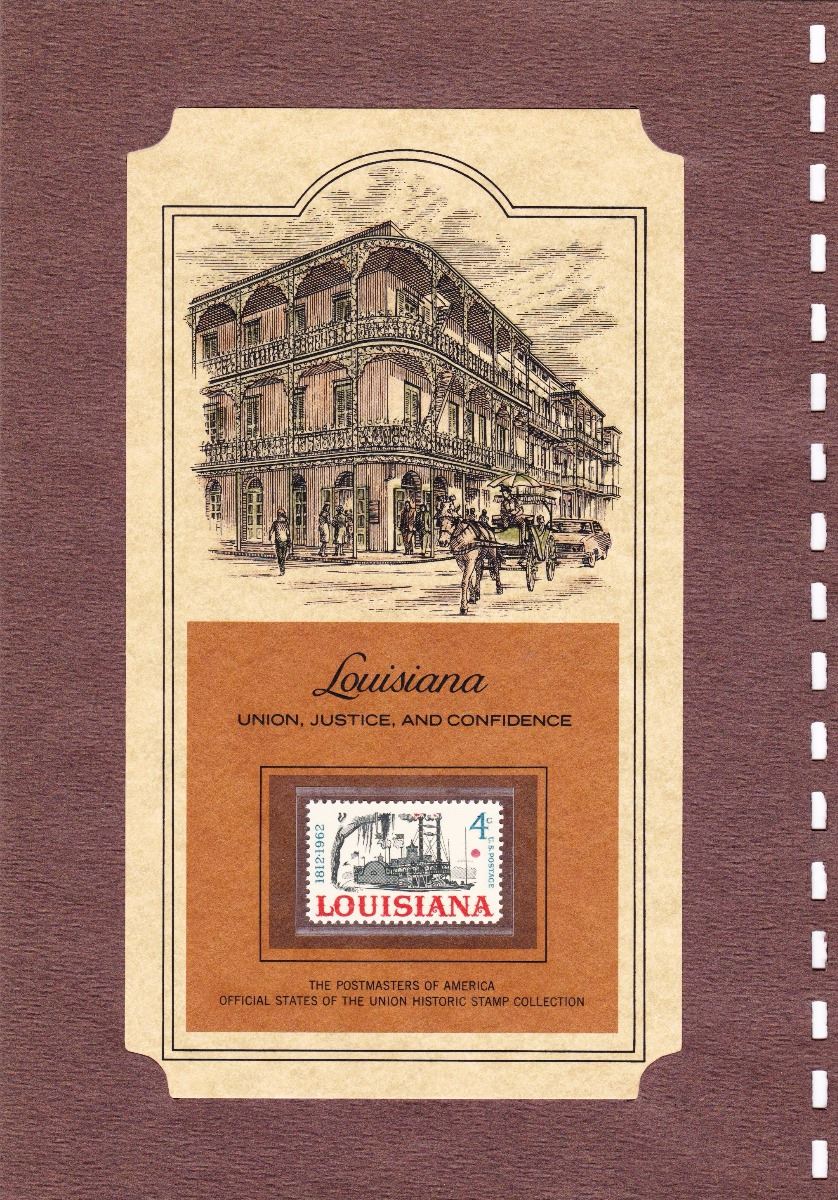 Louisiana
UNION, JUSTICE, AND CONFIDENCE
1812·1962
4
U.S. POSTAGE
LOUISIANA
THE POSTMASTERS OF AMERICA
OFFICIAL STATES OF THE UNION HISTORIC STAMP COLLECTION